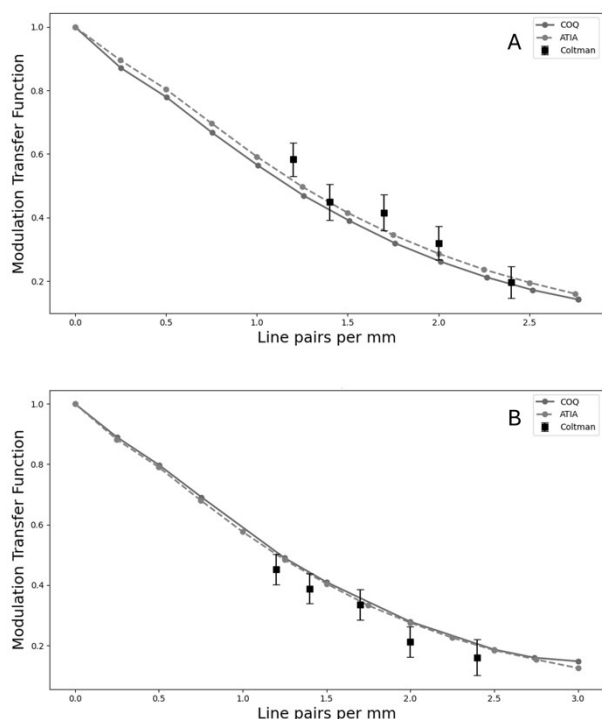 A
COQ
ATIA
Coltman
Modulation Transfer Function
1.0
0.8
0.6
0.4
0.2
0.0 0.5 1.0 1.5 2.0 2.5
Line pairs per mm
B
COQ
ATIA
Coltman
Modulation Transfer Function
1.0
0.8
0.6
0.4
0.2
0.0 0.5 1.0 1.5 2.0 2.5 3.0
Line pairs per mm